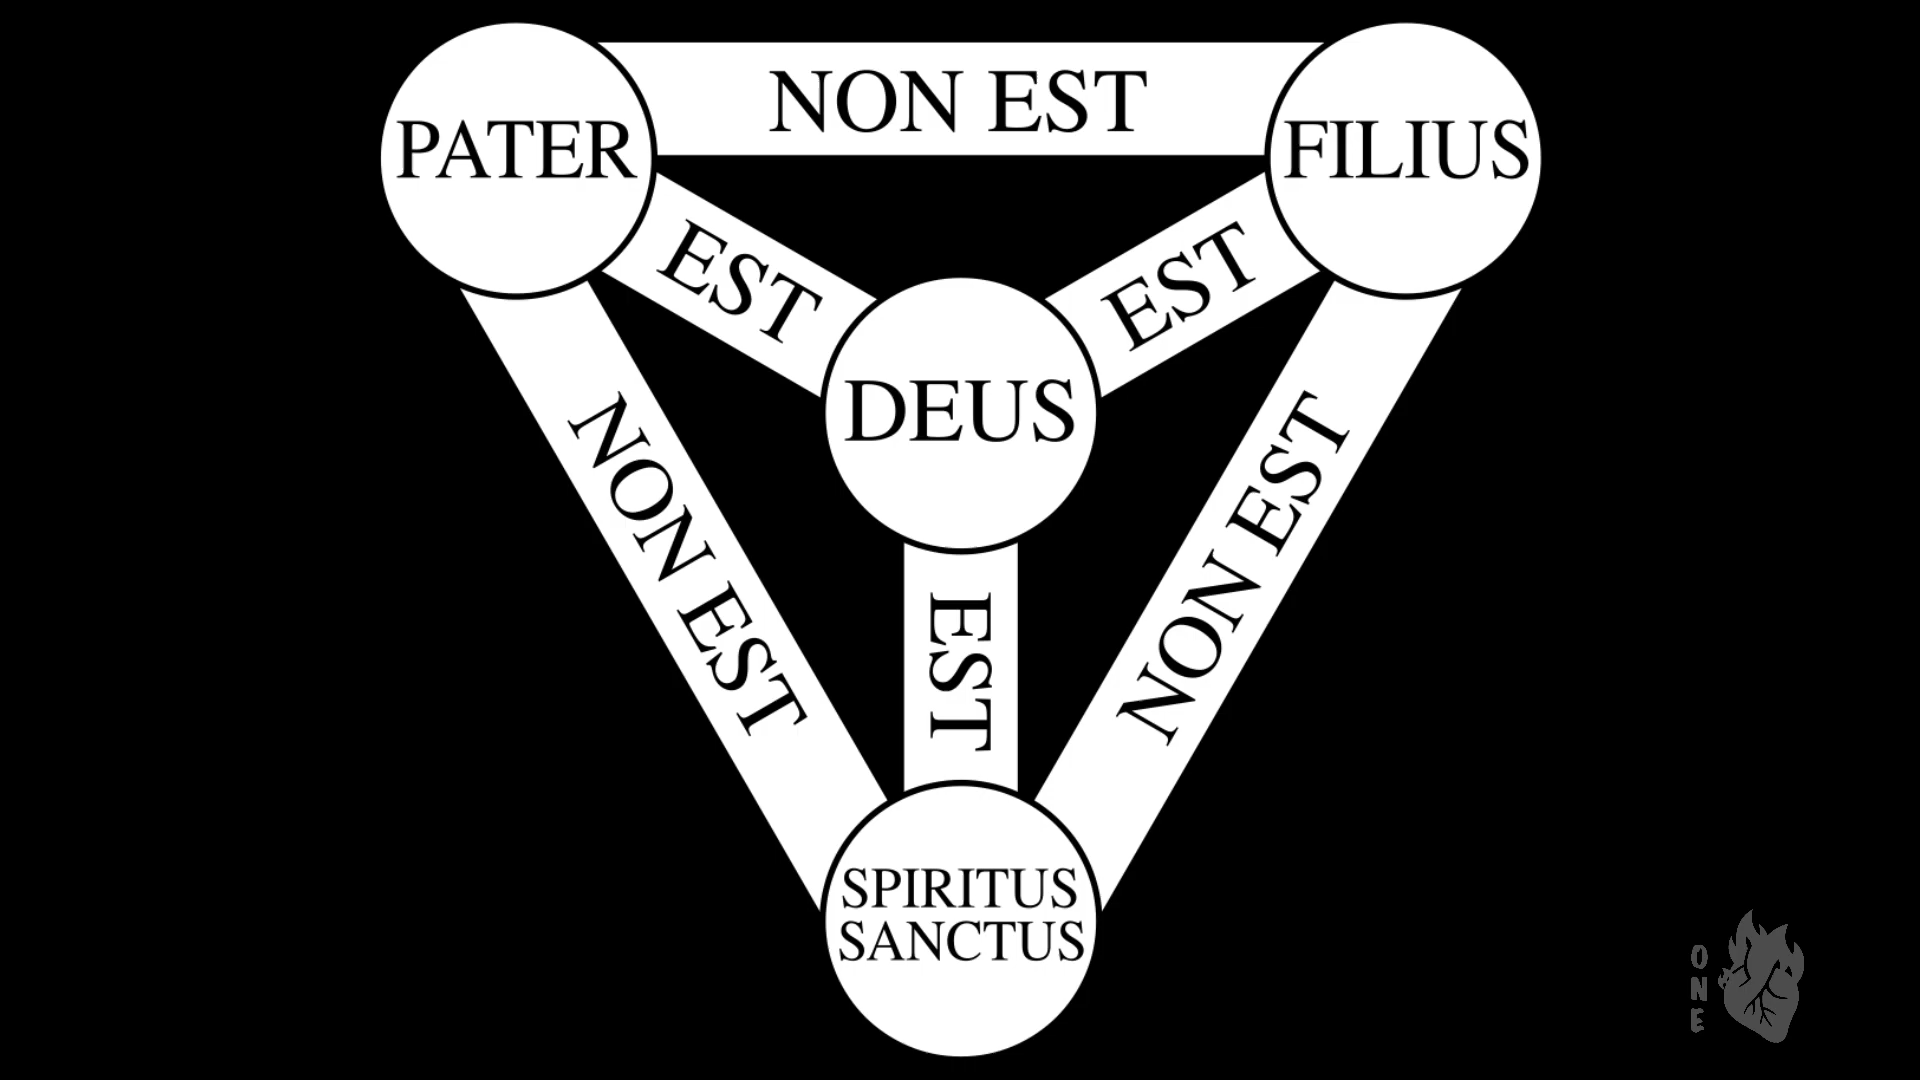 NON EST
PATER
FILIUS
EST
EST
DEUS
NON EST
NON EST
EST
SPIRITUS
SANCTUS
ONE